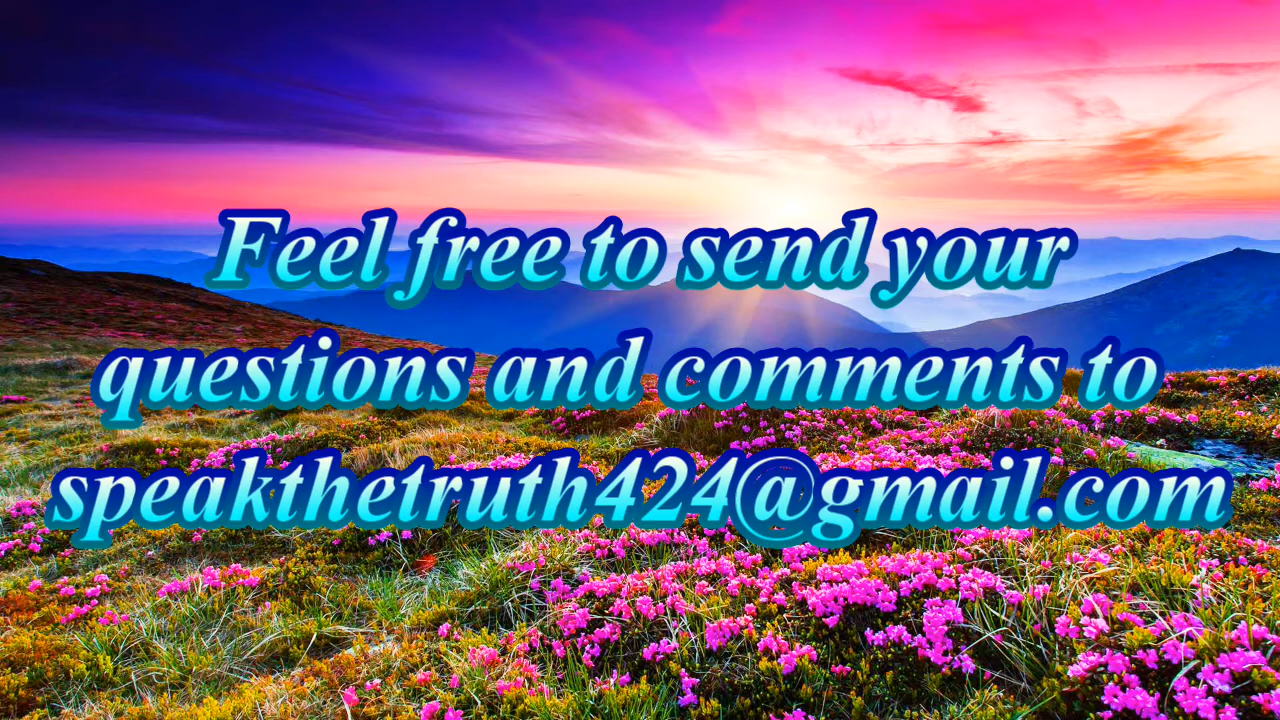 Feel free to send your
questions and comments to
speakthetruth424@gmail.com